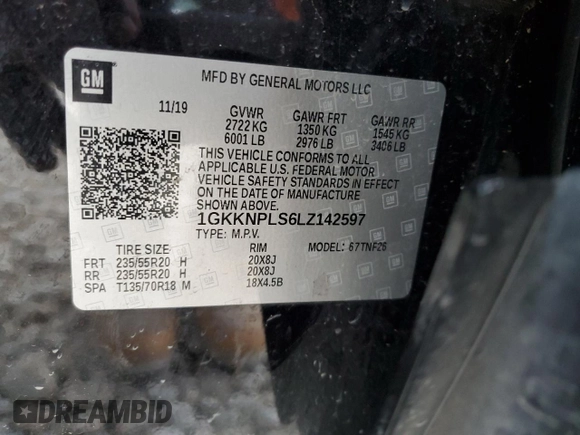 GM
MFD BY GENERAL MOTORS LLC
11/19 GVWR GAWR FRT GAWR RR
2722 KG 1350 KG 1545 KG
6001 LB 2976 LB 3406 LB
THIS VEHICLE CONFORMS TO ALL
APPLICABLE U.S. FEDERAL MOTOR
VEHICLE SAFETY STANDARDS IN EFFECT
ON THE DATE OF MANUFACTURE
SHOWN ABOVE.
1GKKNPLS6LZ142597
TYPE: M.P.V. MODEL: 67TNF26
TIRE SIZE RIM
FRT 235/55R20 H 20X8J
RR 235/55R20 H 20X8J
SPA T135/70R18 M 18X4.5B
DREAMBID